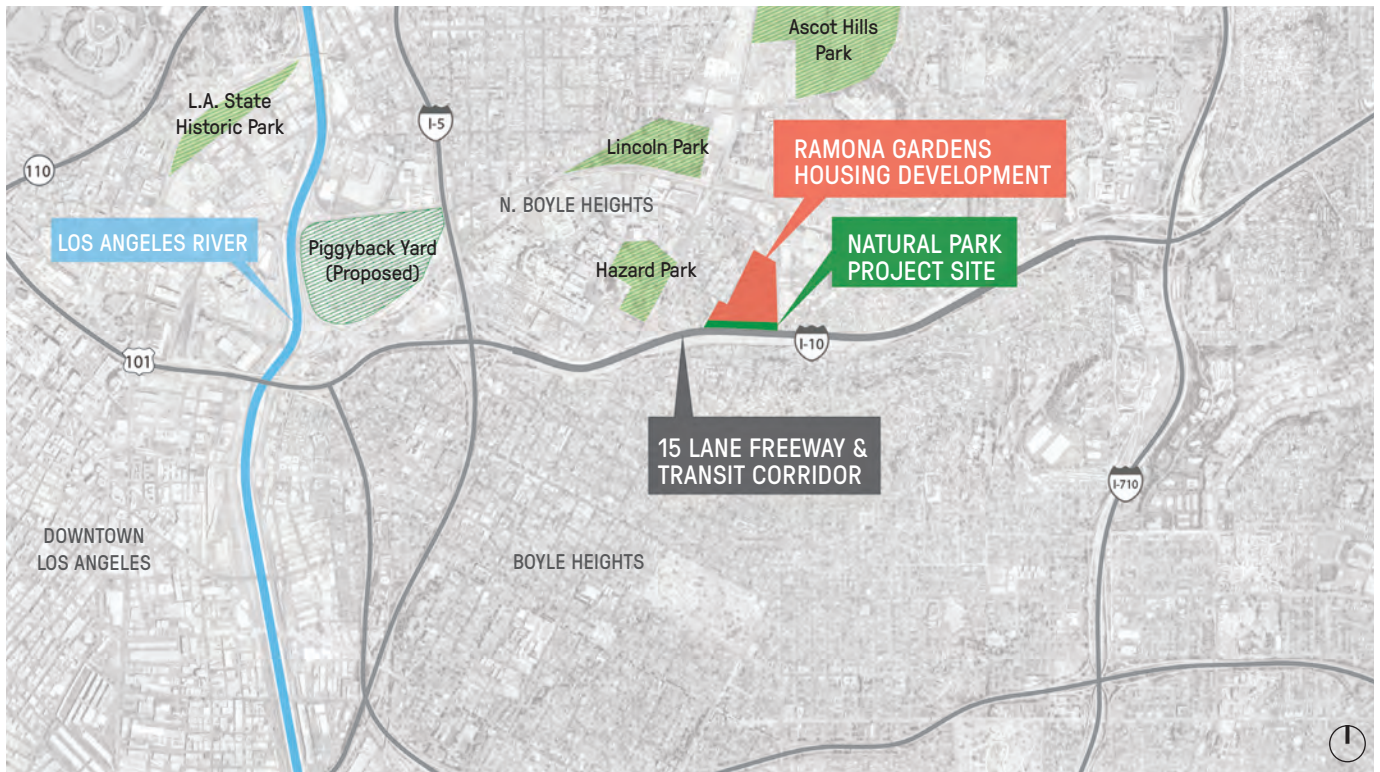 Ascot Hills
Park
L.A. State
Historic Park
I-5
Lincoln Park
RAMONA GARDENS
HOUSING DEVELOPMENT
110
N. BOYLE HEIGHTS
LOS ANGELES RIVER
Piggyback Yard
(Proposed)
Hazard Park
NATURAL PARK
PROJECT SITE
I-10
101
15 LANE FREEWAY &
TRANSIT CORRIDOR
I-710
DOWNTOWN
LOS ANGELES
BOYLE HEIGHTS